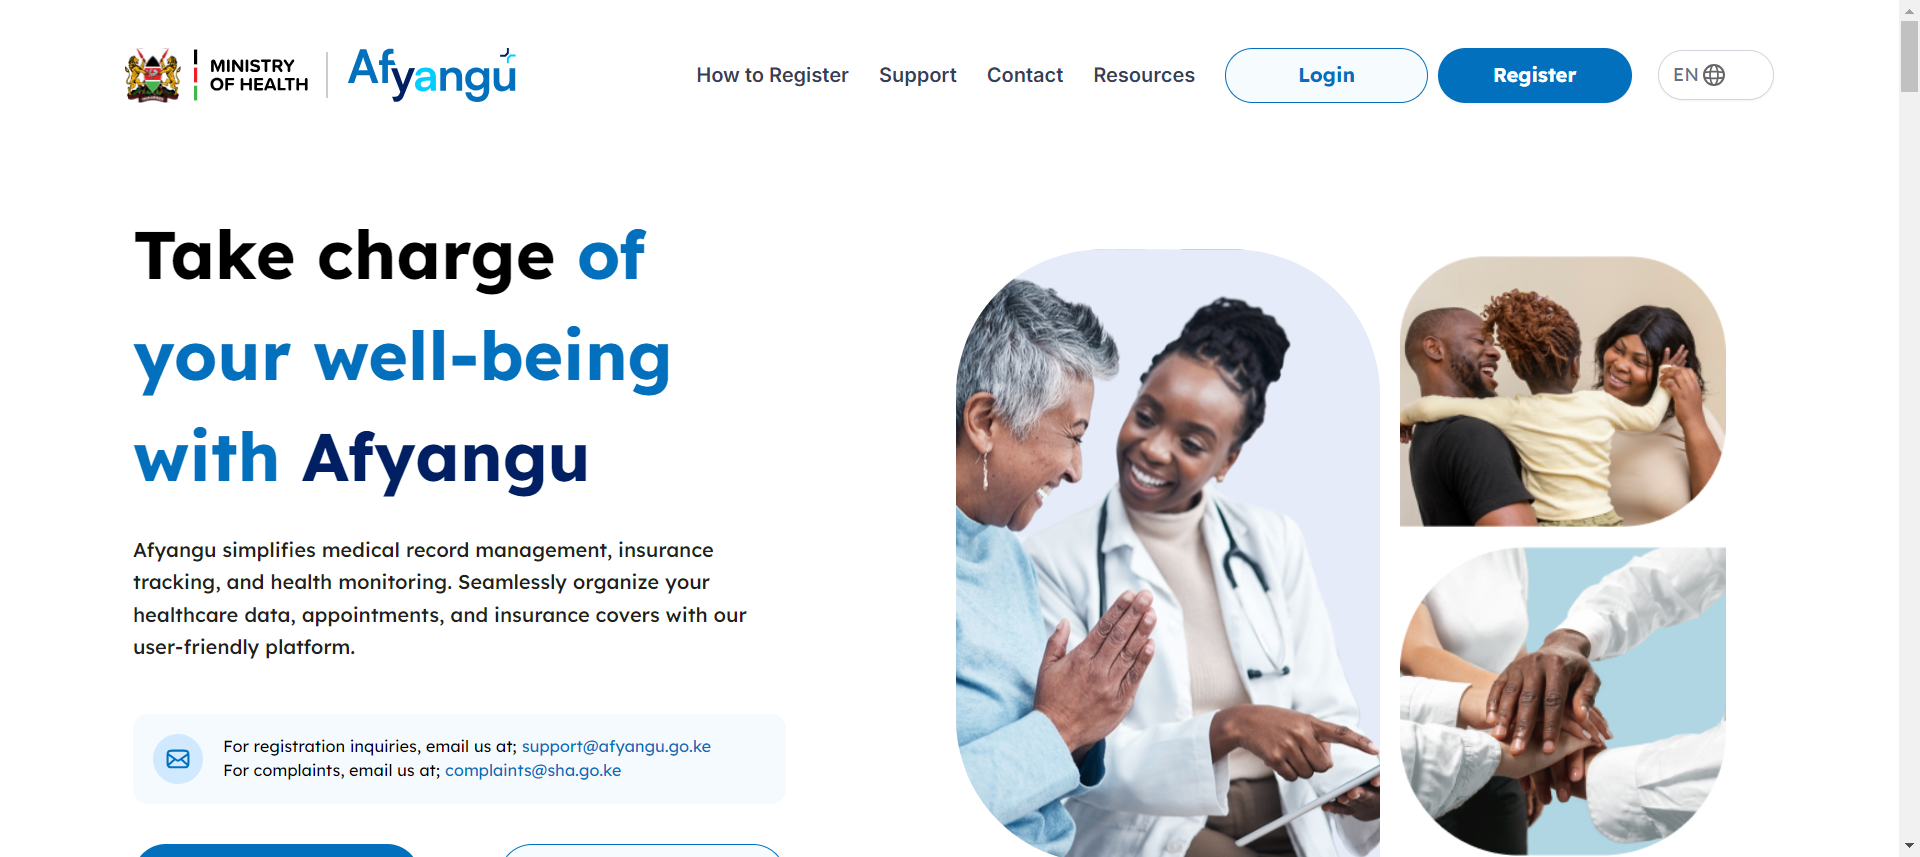 MINISTRY
OF HEALTH
Afyangu
How to Register
Support
Contact
Resources
Login
Register
EN
Take charge of
your well-being
with Afyangu
Afyangu simplifies medical record management, insurance
tracking, and health monitoring. Seamlessly organize your
healthcare data, appointments, and insurance covers with our
user-friendly platform.
For registration inquiries, email us at; support@afyangu.go.ke
For complaints, email us at; complaints@sha.go.ke